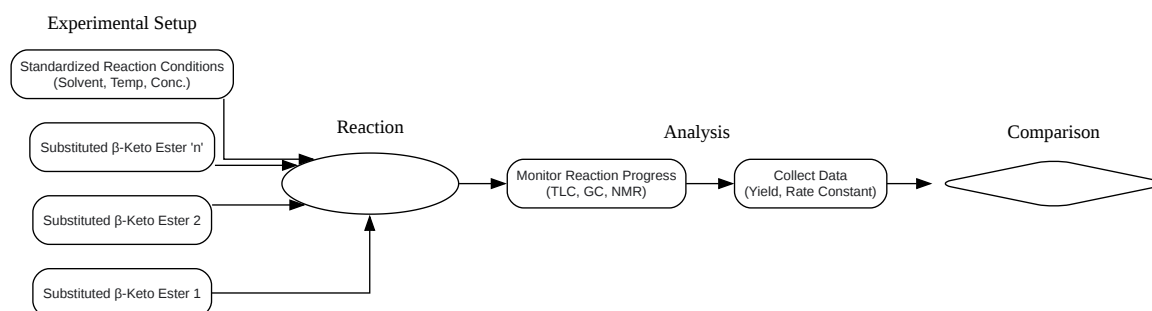 Experimental Setup
Standardized Reaction Conditions
(Solvent, Temp, Conc.)
Substituted β-Keto Ester 'n'
Substituted β-Keto Ester 2
Substituted β-Keto Ester 1
Reaction
Analysis
Monitor Reaction Progress
(TLC, GC, NMR)
Collect Data
(Yield, Rate Constant)
Comparison